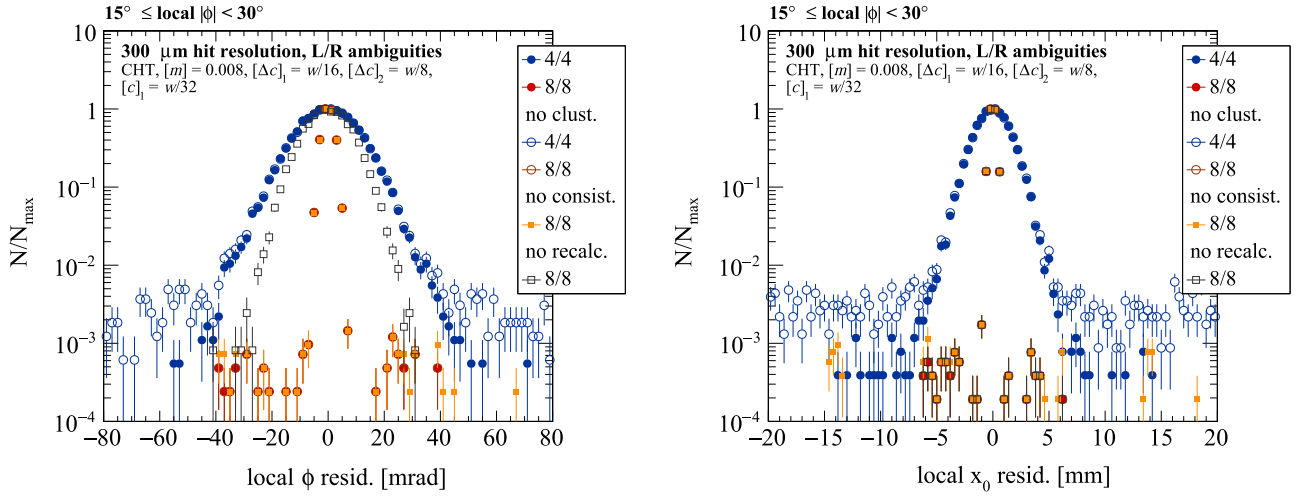 15° ≤ local |ϕ| < 30°
300 μm hit resolution, L/R ambiguities
CHT, [m] = 0.008, [Δc]₁ = w/16, [Δc]₂ = w/8,
[c]₁ = w/32
4/4
8/8
no clust.
4/4
8/8
no consist.
8/8
no recalc.
8/8
N/N_max
10
1
10⁻¹
10⁻²
10⁻³
10⁻⁴
−80 −60 −40 −20 0 20 40 60 80
local ϕ resid. [mrad]
15° ≤ local |ϕ| < 30°
300 μm hit resolution, L/R ambiguities
CHT, [m] = 0.008, [Δc]₁ = w/16, [Δc]₂ = w/8,
[c]₁ = w/32
4/4
8/8
no clust.
4/4
8/8
no consist.
8/8
no recalc.
8/8
N/N_max
10
1
10⁻¹
10⁻²
10⁻³
10⁻⁴
−20 −15 −10 −5 0 5 10 15 20
local x₀ resid. [mm]